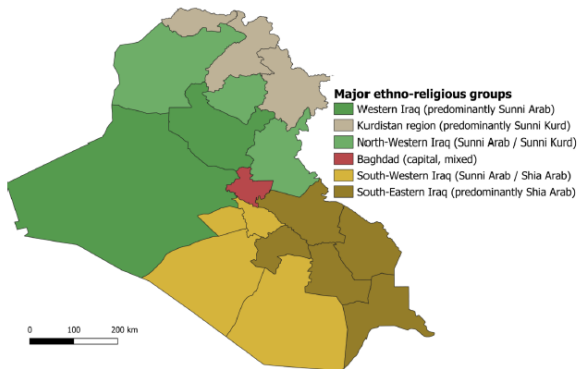 Major ethno-religious groups
Western Iraq (predominantly Sunni Arab)
Kurdistan region (predominantly Sunni Kurd)
North-Western Iraq (Sunni Arab / Sunni Kurd)
Baghdad (capital, mixed)
South-Western Iraq (Sunni Arab / Shia Arab)
South-Eastern Iraq (predominantly Shia Arab)
0 100 200 km